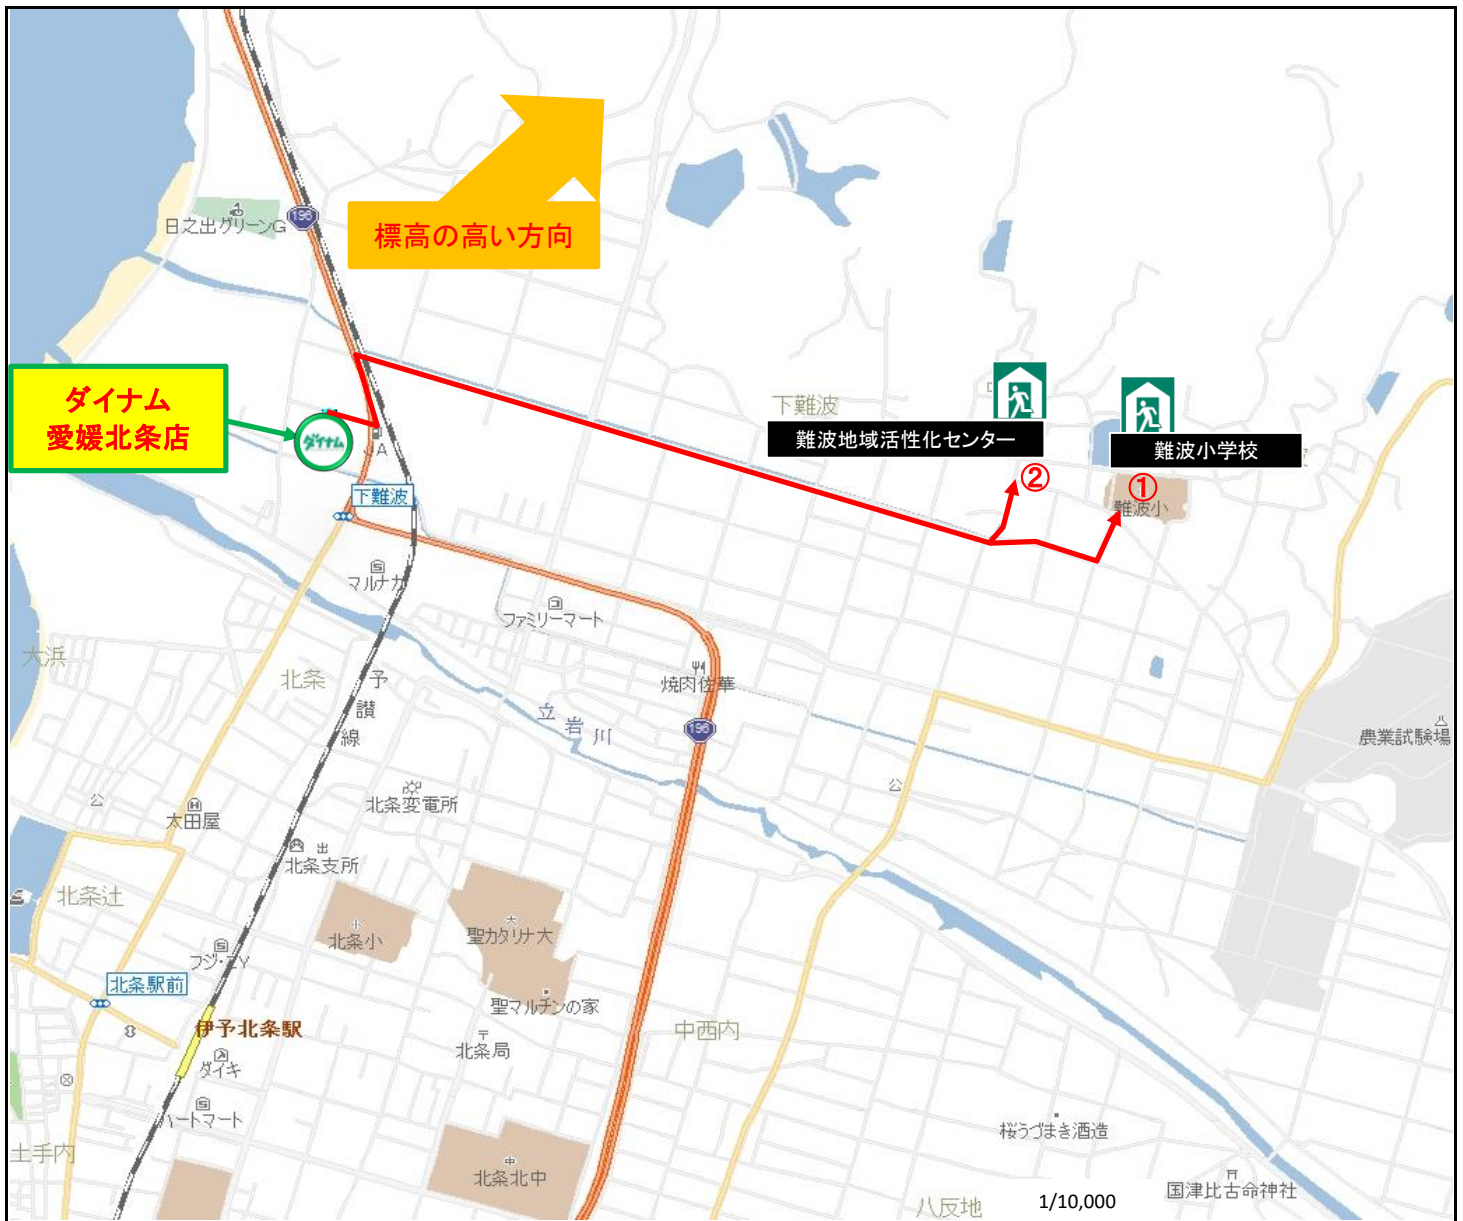 196
日之出グリーンG
標高の高い方向
ダイナム
愛媛北条店
ダイナム
JA
下難波
下難波
難波地域活性化センター
難波小学校
②
①
難波小
マルナカ
ファミリーマート
大浜
北条
予
讃
線
焼肉佐華
立
岩
川
196
農業試験場
公
公
太田屋
北条変電所
出
北条支所
北条辻
小
北条小
大
聖カタリナ大
フジ・ZY
北条駅前
聖マルチンの家
伊予北条駅
〒
北条局
中西内
ダイキ
ハートマート
桜うづまき酒造
土手内
中
北条北中
八反地
1/10,000
国津比古命神社